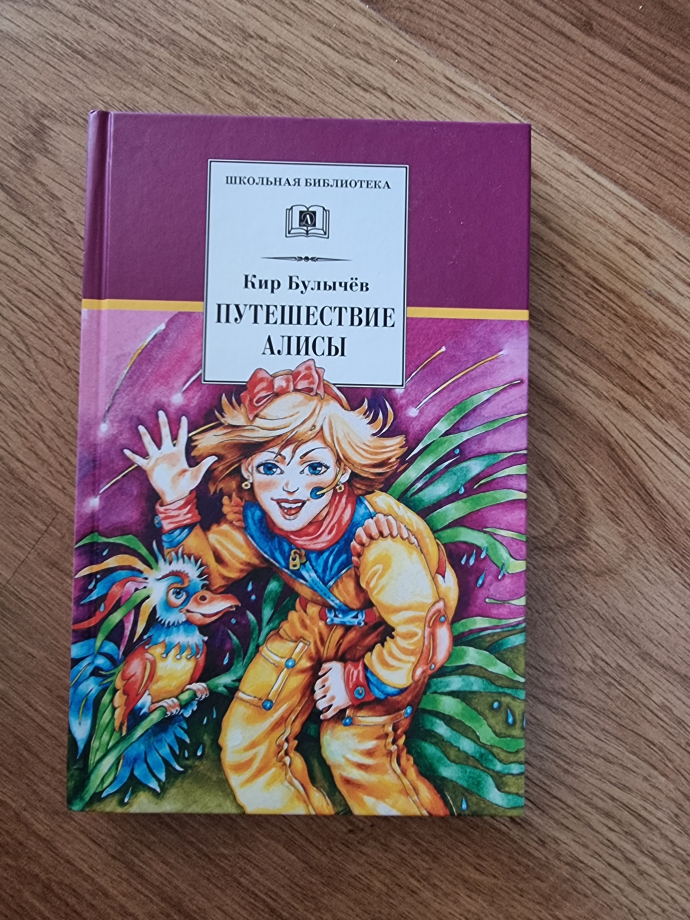 ШКОЛЬНАЯ БИБЛИОТЕКА
Л
Кир Булычёв
ПУТЕШЕСТВИЕ
АЛИСЫ